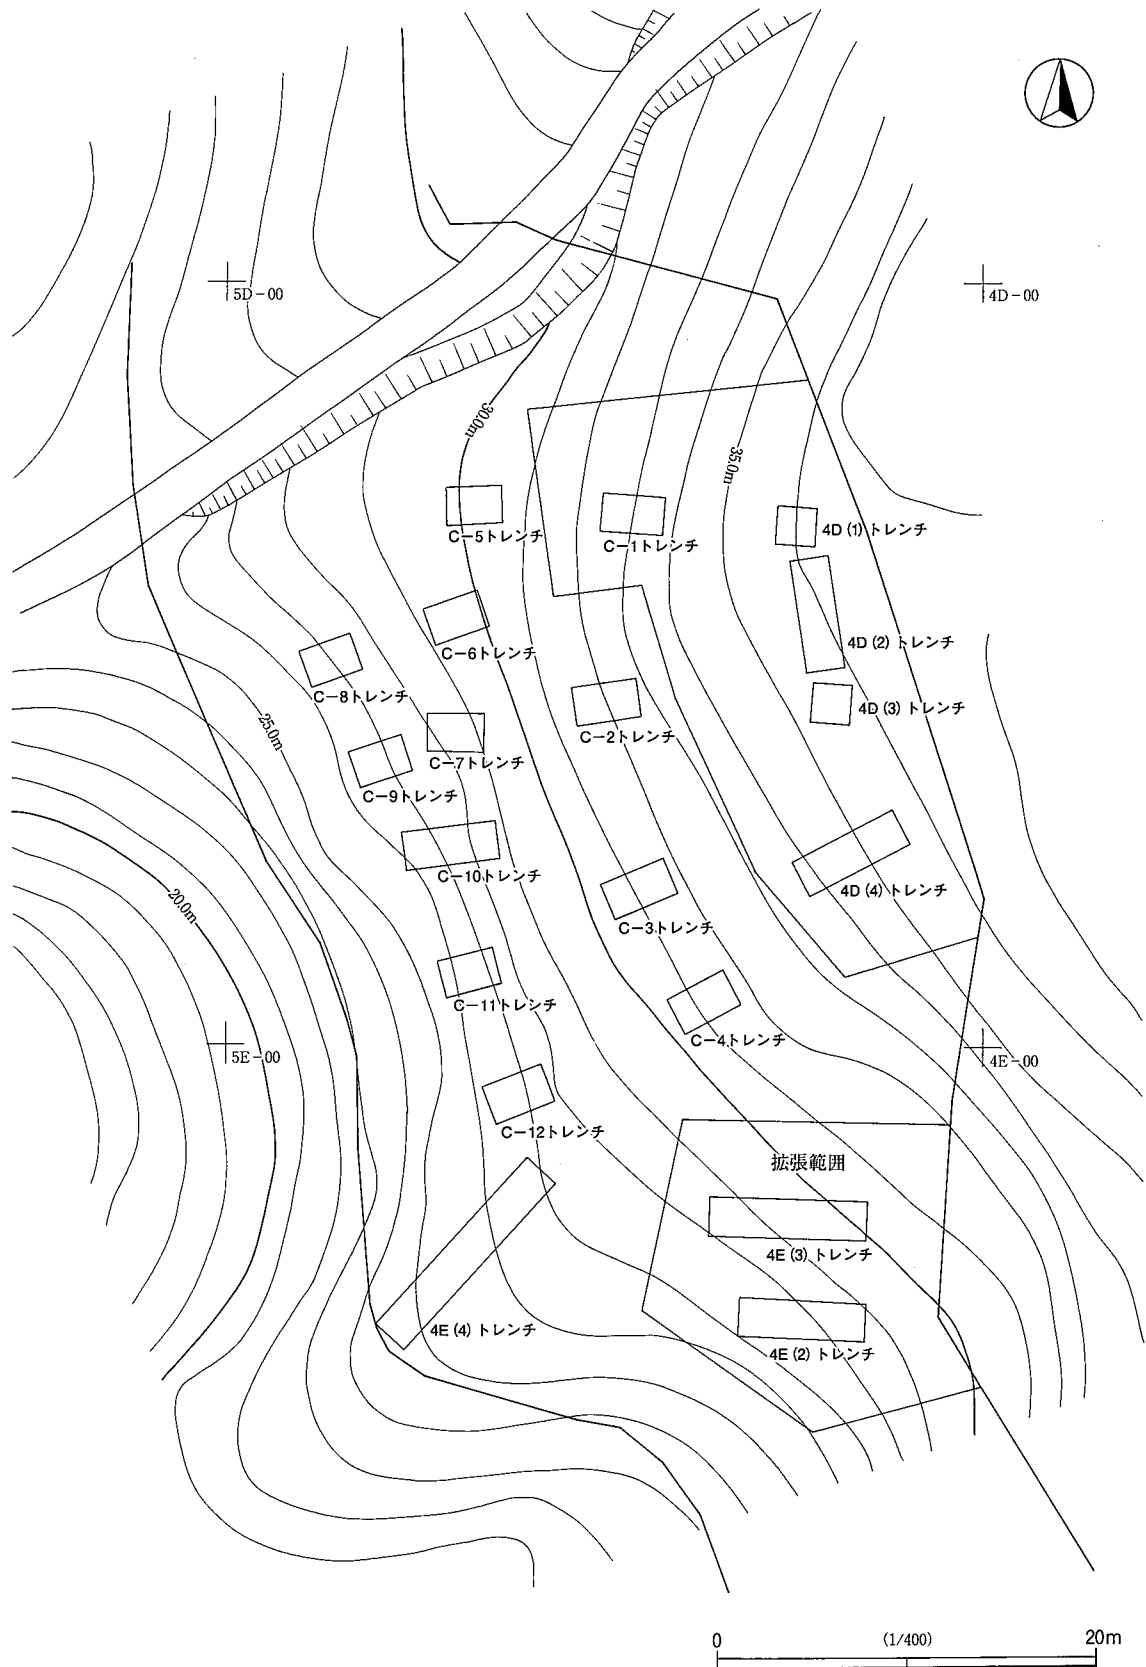 5D-00
4D-00
30.0m
35.0m
C-5トレンチ
C-1トレンチ
4D(1)トレンチ
4D(2)トレンチ
C-6トレンチ
C-8トレンチ
4D(3)トレンチ
25.0m
C-2トレンチ
C-7トレンチ
C-9トレンチ
C-10トレンチ
4D(4)トレンチ
20.0m
C-3トレンチ
C-11トレンチ
C-4トレンチ
5E-00
4E-00
C-12トレンチ
拡張範囲
4E(3)トレンチ
4E(4)トレンチ
4E(2)トレンチ
0 (1/400) 20m